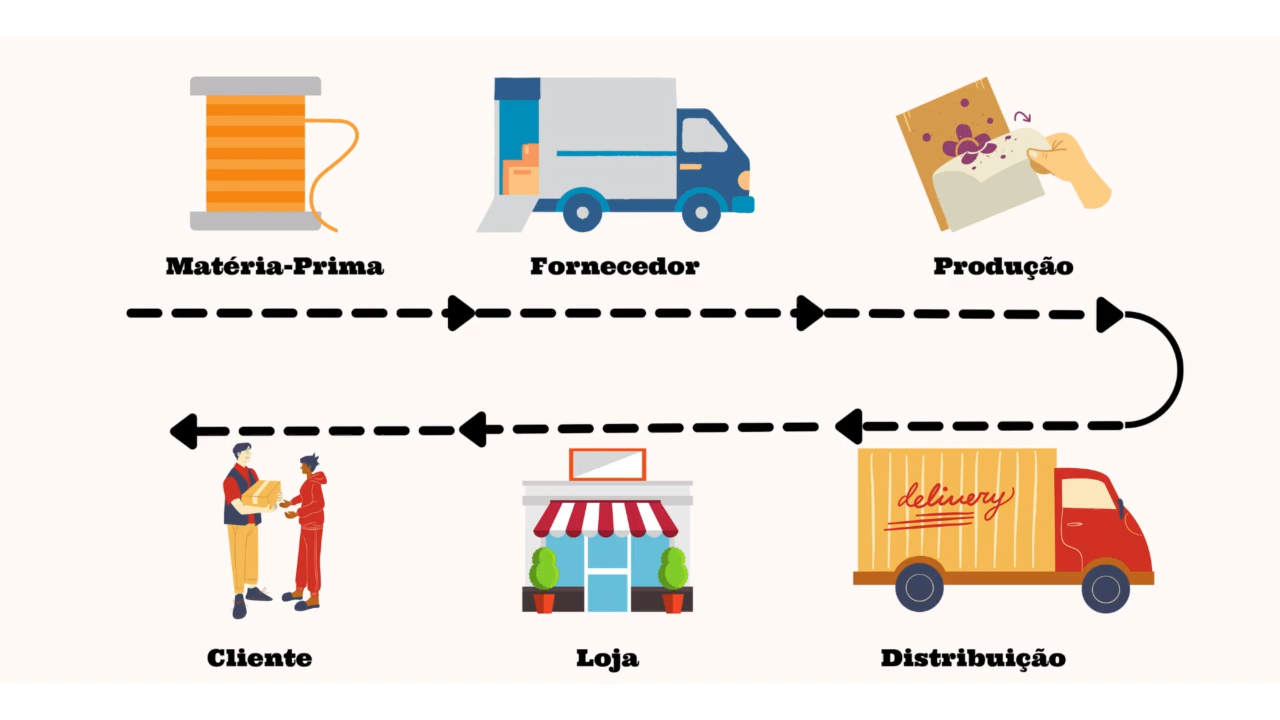 Matéria-Prima
Fornecedor
Produção
delivery
Cliente
Loja
Distribuição